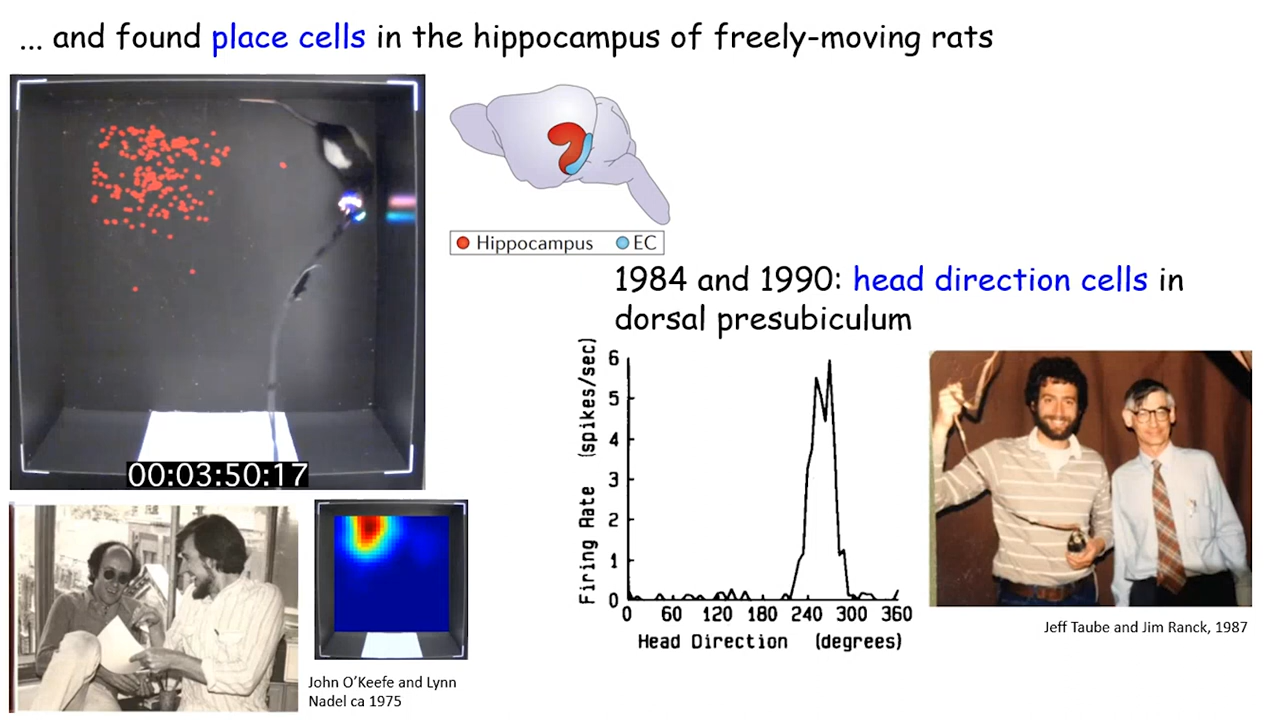 ... and found place cells in the hippocampus of freely-moving rats
Hippocampus EC
1984 and 1990: head direction cells in
dorsal presubiculum
00:03:50:17
Firing Rate (spikes/sec)
6
5
4
3
2
1
0
0 60 120 180 240 300 360
Head Direction (degrees)
Jeff Taube and Jim Ranck, 1987
John O'Keefe and Lynn
Nadel ca 1975